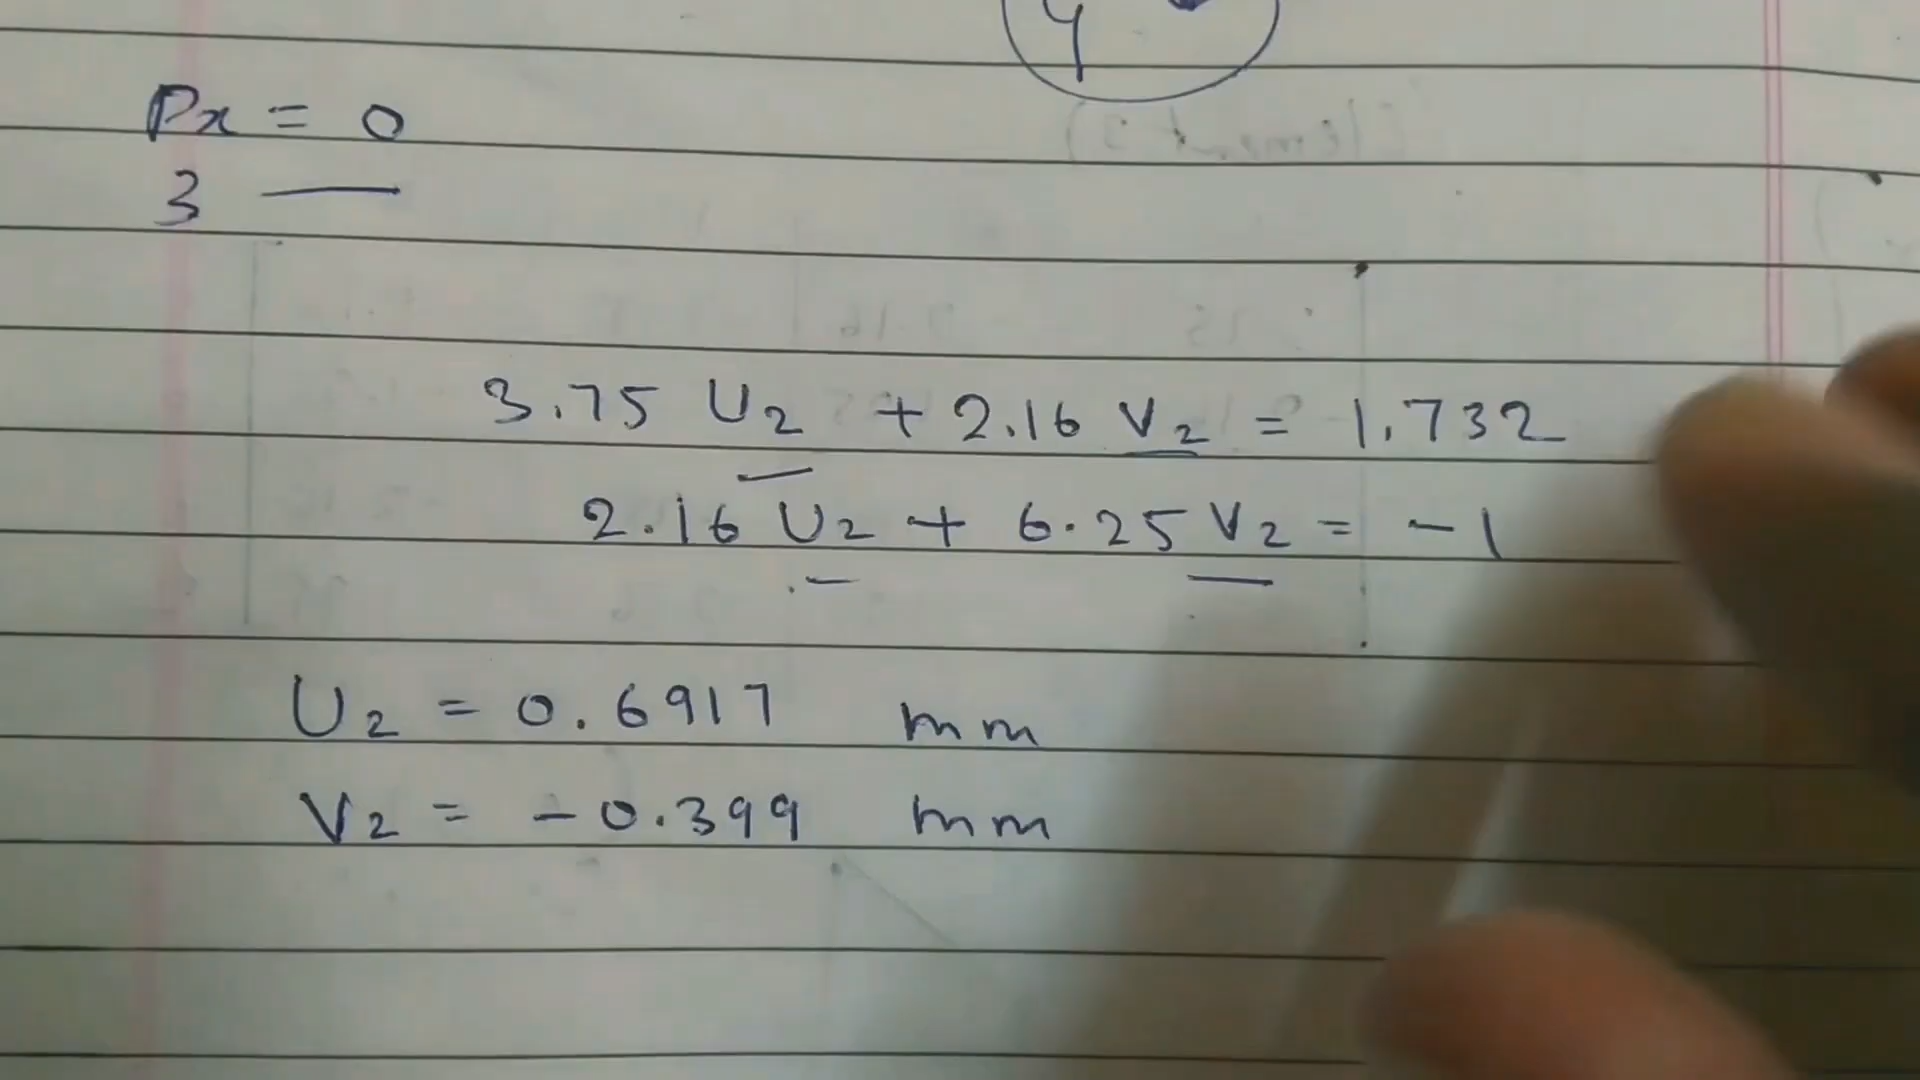 4
Px = 0
3 —
3.75 U2 + 2.16 V2 = 1.732
2.16 U2 + 6.25 V2 = -1
U2 = 0.6917 mm
V2 = -0.399 mm